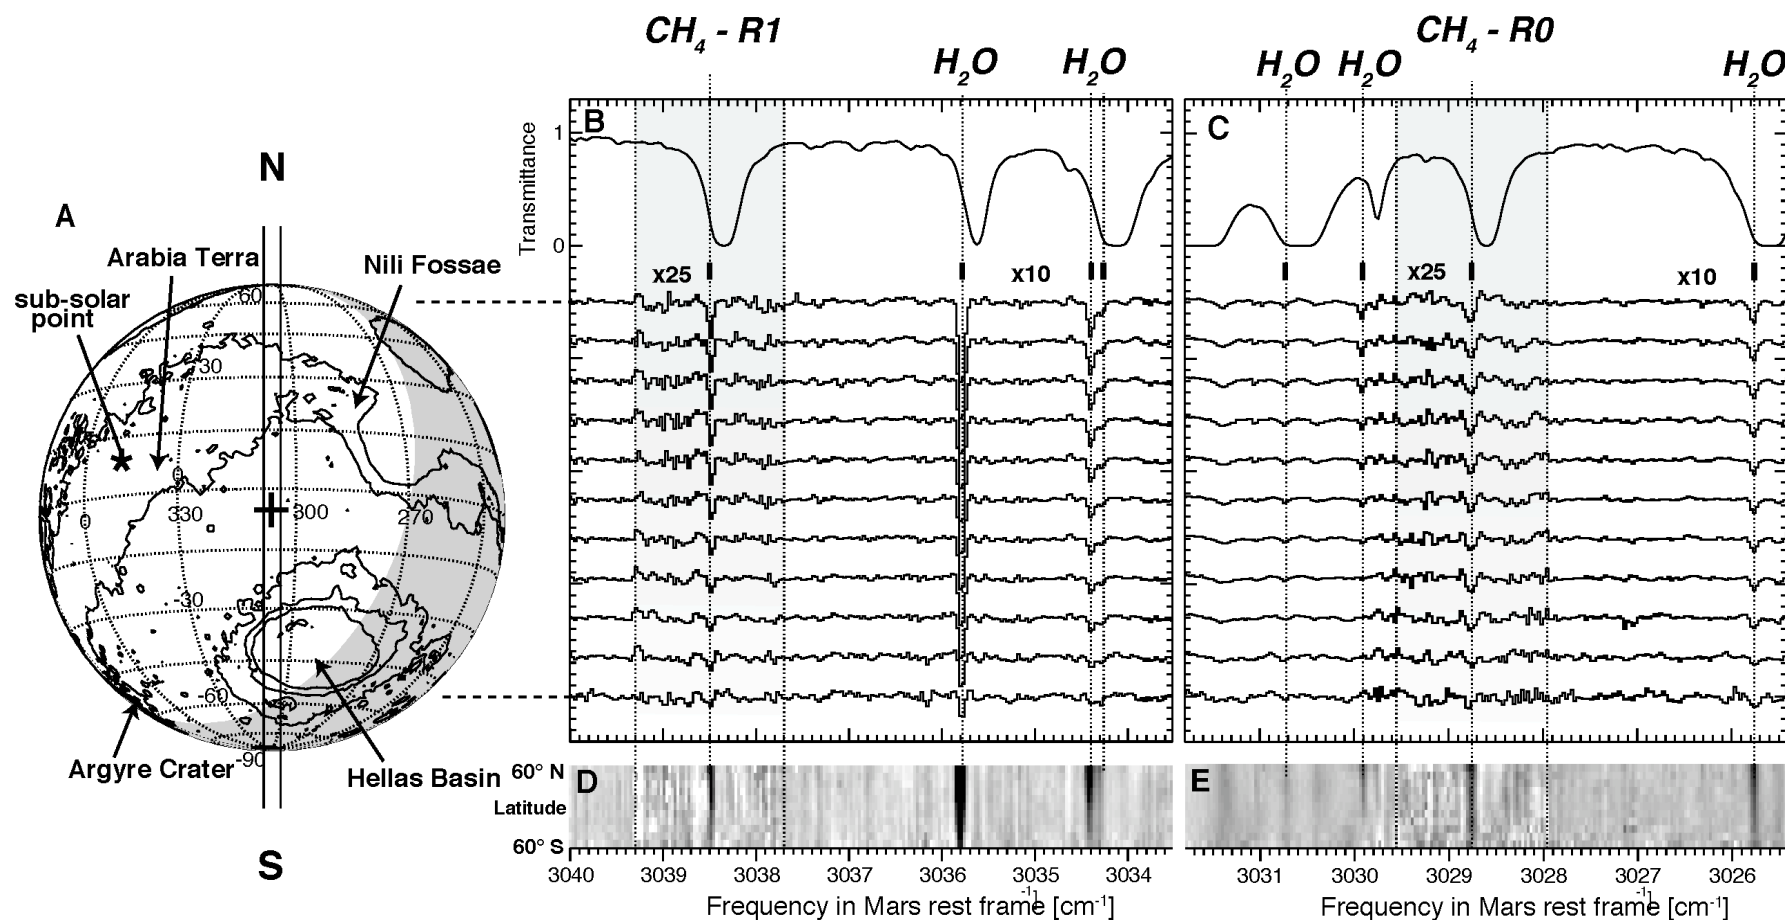 CH4 - R1
H2O
H2O
H2O
H2O
CH4 - R0
H2O
N
A
Arabia Terra
Nili Fossae
sub-solar
point
60
30
0
0
330
300
270
-30
-60
-90
Argyre Crater
Hellas Basin
S
B
Transmittance
1
0
x25
x10
C
x25
x10
60° N
Latitude
60° S
D
E
3040
3039
3038
3037
3036
3035
3034
Frequency in Mars rest frame [cm-1]
3031
3030
3029
3028
3027
3026
Frequency in Mars rest frame [cm-1]